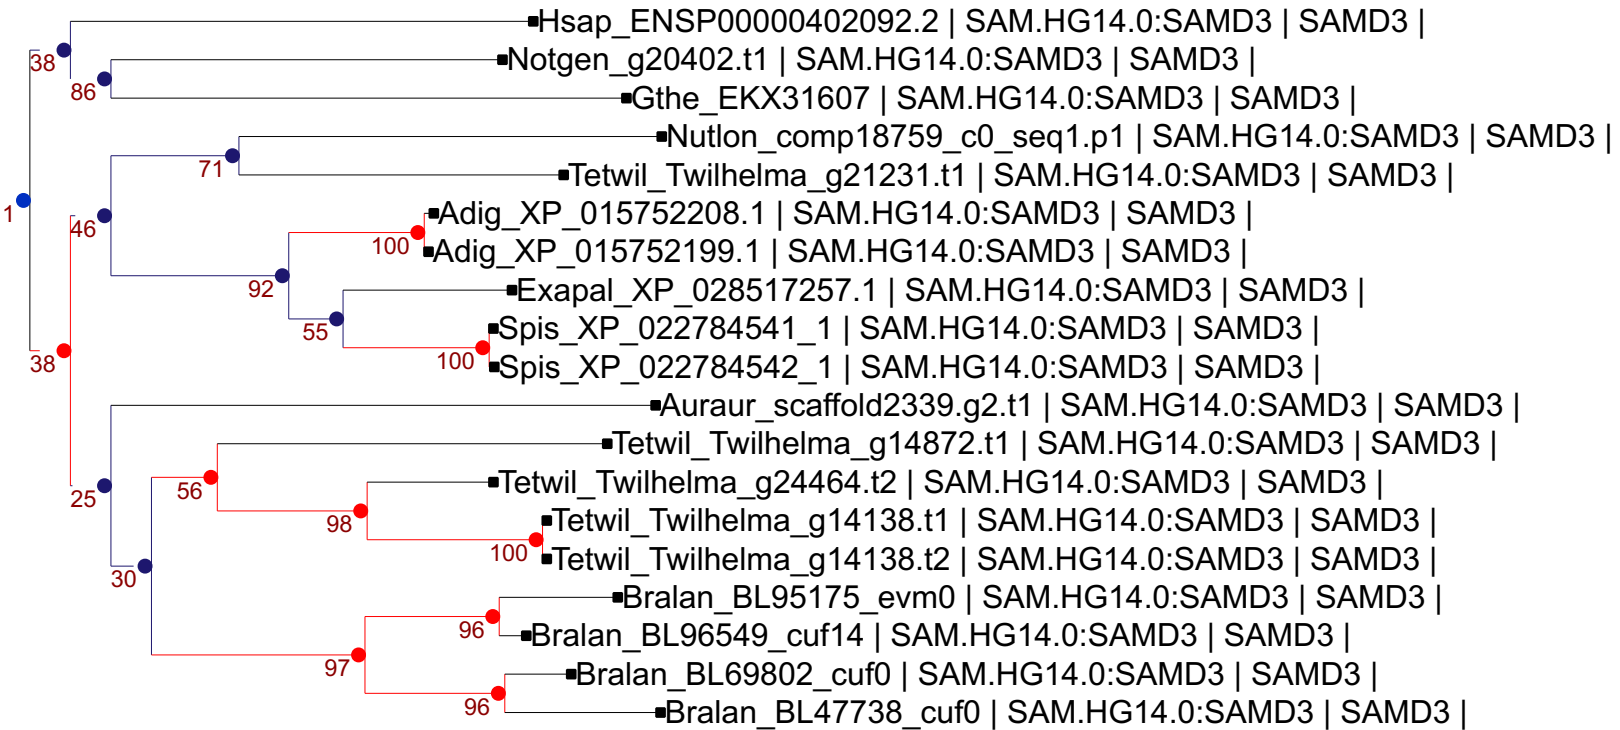 Hsap_ENSP00000402092.2 | SAM.HG14.0:SAMD3 | SAMD3 |
38
Notgen_g20402.t1 | SAM.HG14.0:SAMD3 | SAMD3 |
86
Gthe_EKX31607 | SAM.HG14.0:SAMD3 | SAMD3 |
Nutlon_comp18759_c0_seq1.p1 | SAM.HG14.0:SAMD3 | SAMD3 |
71
Tetwil_Twilhelma_g21231.t1 | SAM.HG14.0:SAMD3 | SAMD3 |
1
46
Adig_XP_015752208.1 | SAM.HG14.0:SAMD3 | SAMD3 |
100
Adig_XP_015752199.1 | SAM.HG14.0:SAMD3 | SAMD3 |
92
Exapal_XP_028517257.1 | SAM.HG14.0:SAMD3 | SAMD3 |
55
Spis_XP_022784541_1 | SAM.HG14.0:SAMD3 | SAMD3 |
38
100
Spis_XP_022784542_1 | SAM.HG14.0:SAMD3 | SAMD3 |
Auraur_scaffold2339.g2.t1 | SAM.HG14.0:SAMD3 | SAMD3 |
Tetwil_Twilhelma_g14872.t1 | SAM.HG14.0:SAMD3 | SAMD3 |
25
56
Tetwil_Twilhelma_g24464.t2 | SAM.HG14.0:SAMD3 | SAMD3 |
98
Tetwil_Twilhelma_g14138.t1 | SAM.HG14.0:SAMD3 | SAMD3 |
100
Tetwil_Twilhelma_g14138.t2 | SAM.HG14.0:SAMD3 | SAMD3 |
30
Bralan_BL95175_evm0 | SAM.HG14.0:SAMD3 | SAMD3 |
96
Bralan_BL96549_cuf14 | SAM.HG14.0:SAMD3 | SAMD3 |
97
Bralan_BL69802_cuf0 | SAM.HG14.0:SAMD3 | SAMD3 |
96
Bralan_BL47738_cuf0 | SAM.HG14.0:SAMD3 | SAMD3 |